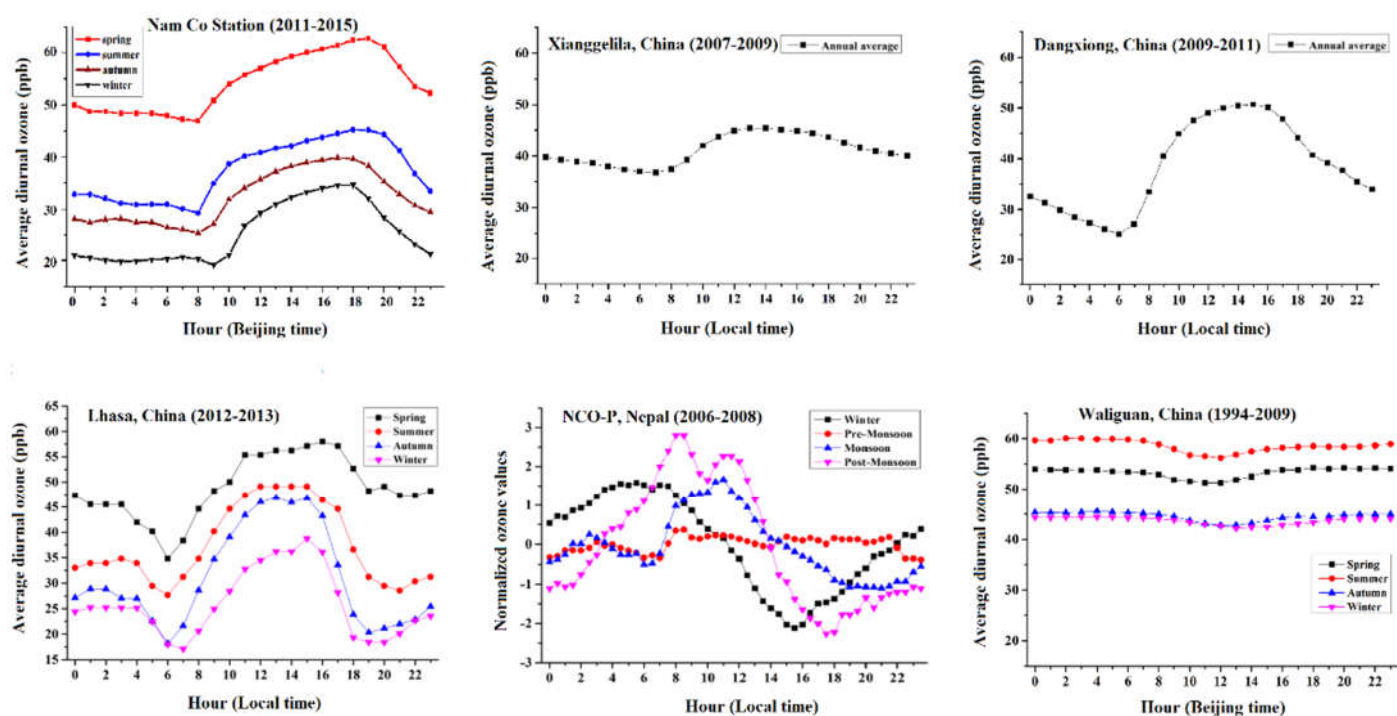 Nam Co Station (2011-2015)
spring
summer
autumn
winter
Average diurnal ozone (ppb)
60
50
40
30
20
0 2 4 6 8 10 12 14 16 18 20 22
Hour (Beijing time)
Xianggelila, China (2007-2009)
Annual average
Average diurnal ozone (ppb)
60
50
40
30
20
0 2 4 6 8 10 12 14 16 18 20 22
Hour (Local time)
Dangxiong, China (2009-2011)
Annual average
Average diurnal ozone (ppb)
60
50
40
30
20
0 2 4 6 8 10 12 14 16 18 20 22
Hour (Local time)
Lhasa, China (2012-2013)
Spring
Summer
Autumn
Winter
Average diurnal ozone (ppb)
65
60
55
50
45
40
35
30
25
20
15
0 2 4 6 8 10 12 14 16 18 20 22
Hour (Local time)
NCO-P, Nepal (2006-2008)
Winter
Pre-Monsoon
Monsoon
Post-Monsoon
Normalized ozone values
3
2
1
0
-1
-2
-3
0 2 4 6 8 10 12 14 16 18 20 22
Hour (Local time)
Waliguan, China (1994-2009)
Spring
Summer
Autumn
Winter
Average diurnal ozone (ppb)
60
50
40
30
20
0 2 4 6 8 10 12 14 16 18 20 22
Hour (Beijing time)